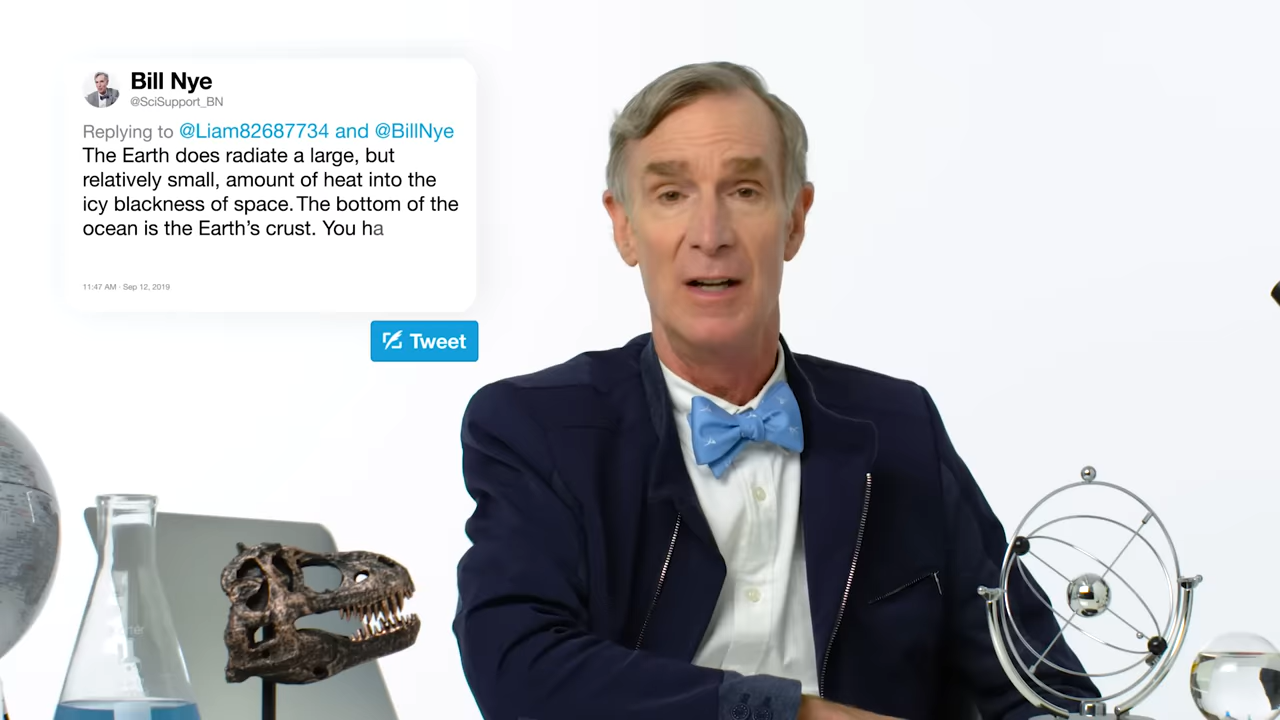 Bill Nye
@SciSupport_BN
Replying to @Liam82687734 and @BillNye
The Earth does radiate a large, but
relatively small, amount of heat into the
icy blackness of space. The bottom of the
ocean is the Earth's crust. You ha
11:47 AM · Sep 12, 2019
Tweet